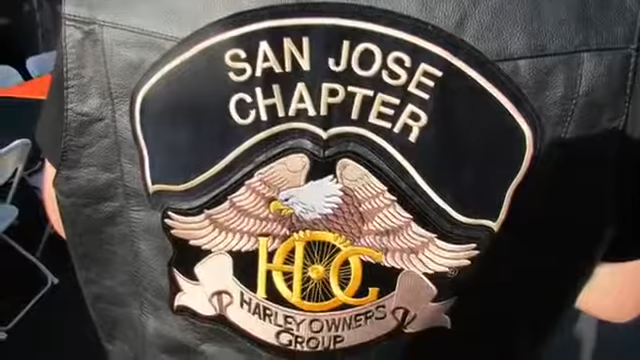 SAN JOSE
CHAPTER
HOG
HARLEY OWNERS
GROUP